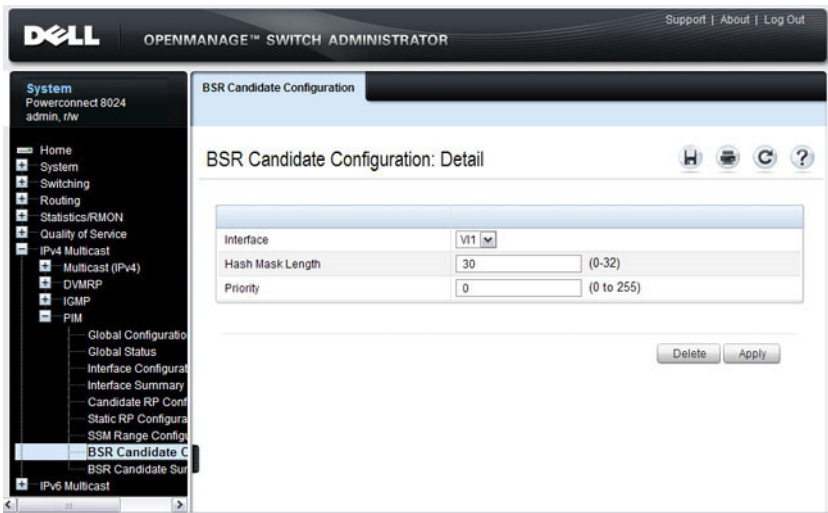 Support | About | Log Out
DELL
OPENMANAGE™ SWITCH ADMINISTRATOR
System
Powerconnect 8024
admin, r/w
BSR Candidate Configuration
Home
System
Switching
Routing
Statistics/RMON
Quality of Service
IPv4 Multicast
Multicast (IPv4)
DVMRP
IGMP
PIM
Global Configuratio
Global Status
Interface Configurat
Interface Summary
Candidate RP Conf
Static RP Configura
SSM Range Configu
BSR Candidate C
BSR Candidate Sur
IPv6 Multicast
BSR Candidate Configuration: Detail
?
Interface Vl1
Hash Mask Length 30 (0-32)
Priority 0 (0 to 255)
Delete Apply